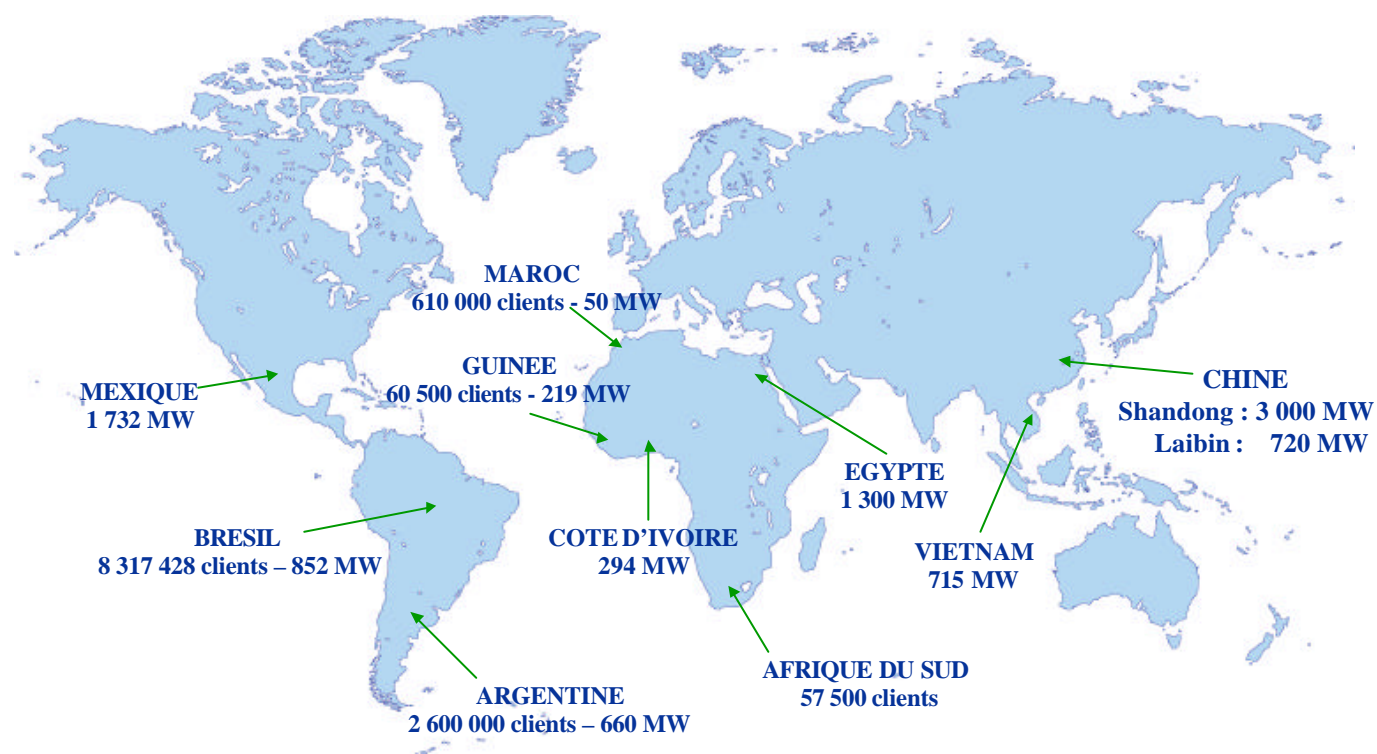 MAROC
610 000 clients - 50 MW
GUINEE
60 500 clients - 219 MW
MEXIQUE
1 732 MW
CHINE
Shandong : 3 000 MW
Laibin : 720 MW
EGYPTE
1 300 MW
BRESIL
8 317 428 clients – 852 MW
COTE D’IVOIRE
294 MW
VIETNAM
715 MW
AFRIQUE DU SUD
57 500 clients
ARGENTINE
2 600 000 clients – 660 MW